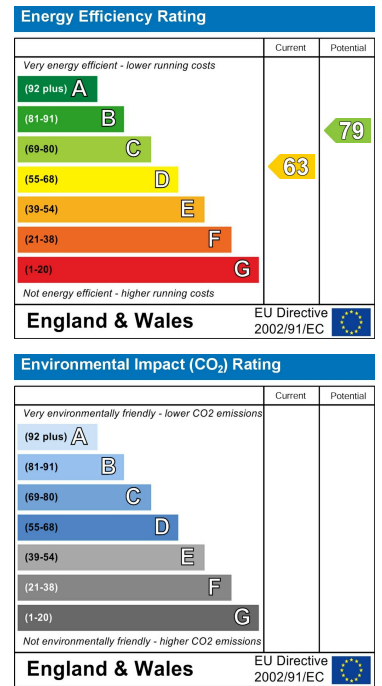 Energy Efficiency Rating
Current Potential
Very energy efficient - lower running costs
(92 plus) A
(81-91) B
(69-80) C
(55-68) D
(39-54) E
(21-38) F
(1-20) G
63
79
Not energy efficient - higher running costs
England & Wales
EU Directive
2002/91/EC
Environmental Impact (CO₂) Rating
Current Potential
Very environmentally friendly - lower CO2 emissions
(92 plus) A
(81-91) B
(69-80) C
(55-68) D
(39-54) E
(21-38) F
(1-20) G
Not environmentally friendly - higher CO2 emissions
England & Wales
EU Directive
2002/91/EC